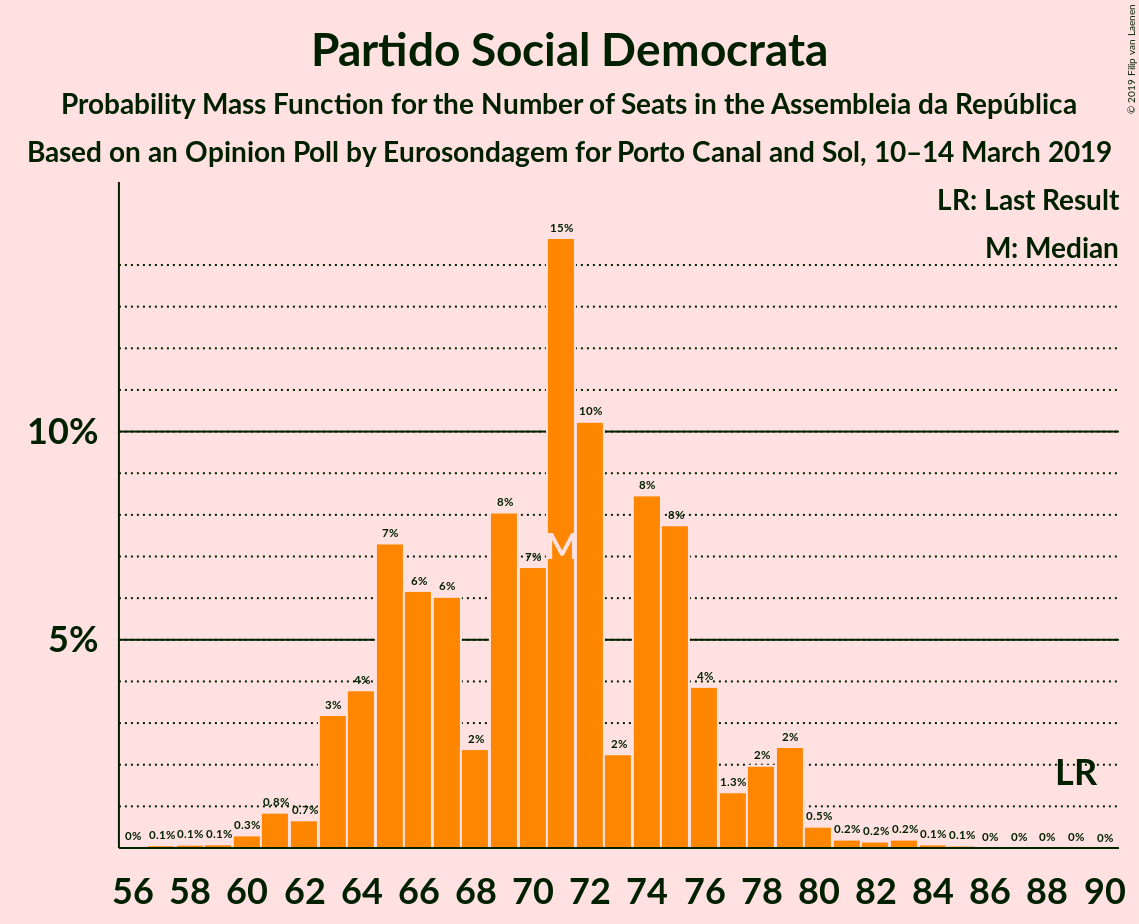 Partido Social Democrata
Probability Mass Function for the Number of Seats in the Assembleia da República
Based on an Opinion Poll by Eurosondagem for Porto Canal and Sol, 10–14 March 2019
© 2019 Filip van Laenen
LR: Last Result
M: Median
10%
5%
0% 0.1% 0.1% 0.1% 0.3% 0.8% 0.7% 3% 4% 7% 6% 6% 2% 8% 7% 15% 10% 2% 8% 8% 4% 1.3% 2% 2% 0.5% 0.2% 0.2% 0.2% 0.1% 0.1% 0% 0% 0% 0% 0%
M
LR
56 58 60 62 64 66 68 70 72 74 76 78 80 82 84 86 88 90